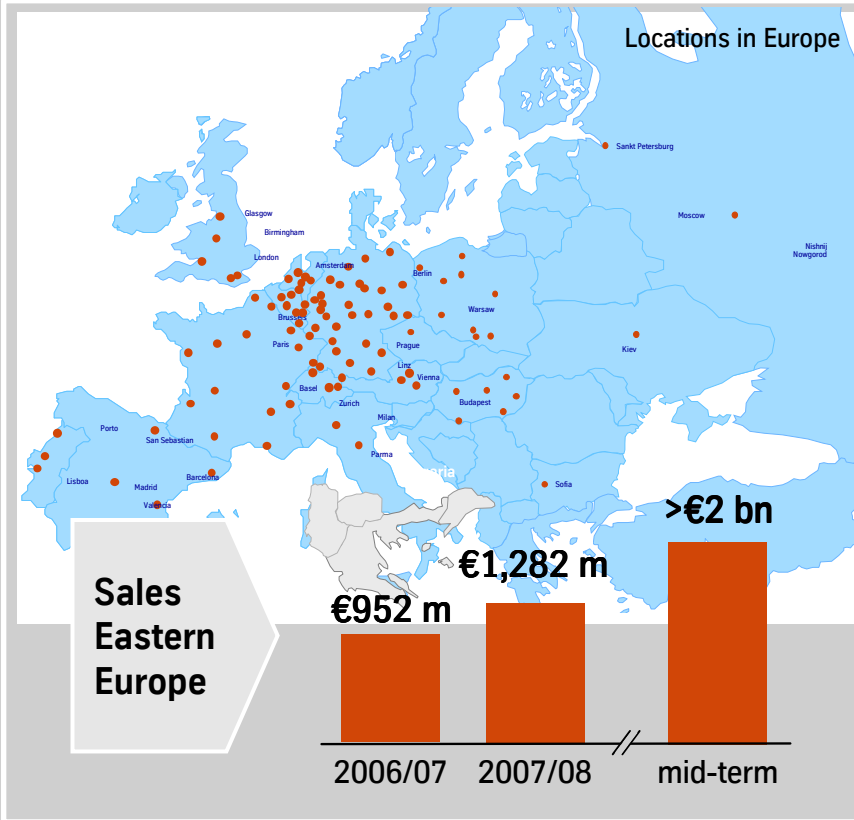 Locations in Europe
Sankt Petersburg
Glasgow
Moscow
Birmingham
Nishnij
Nowgorod
London
Amsterdam
Berlin
Warsaw
Brussels
Paris
Prague
Kiev
Linz
Vienna
Basel
Zurich
Budapest
Milan
Porto
San Sebastian
Parma
Barcelona
Lisboa
Madrid
Sofia
Valencia
>€2 bn
€1,282 m
€952 m
Sales
Eastern
Europe
2006/07
2007/08
mid-term